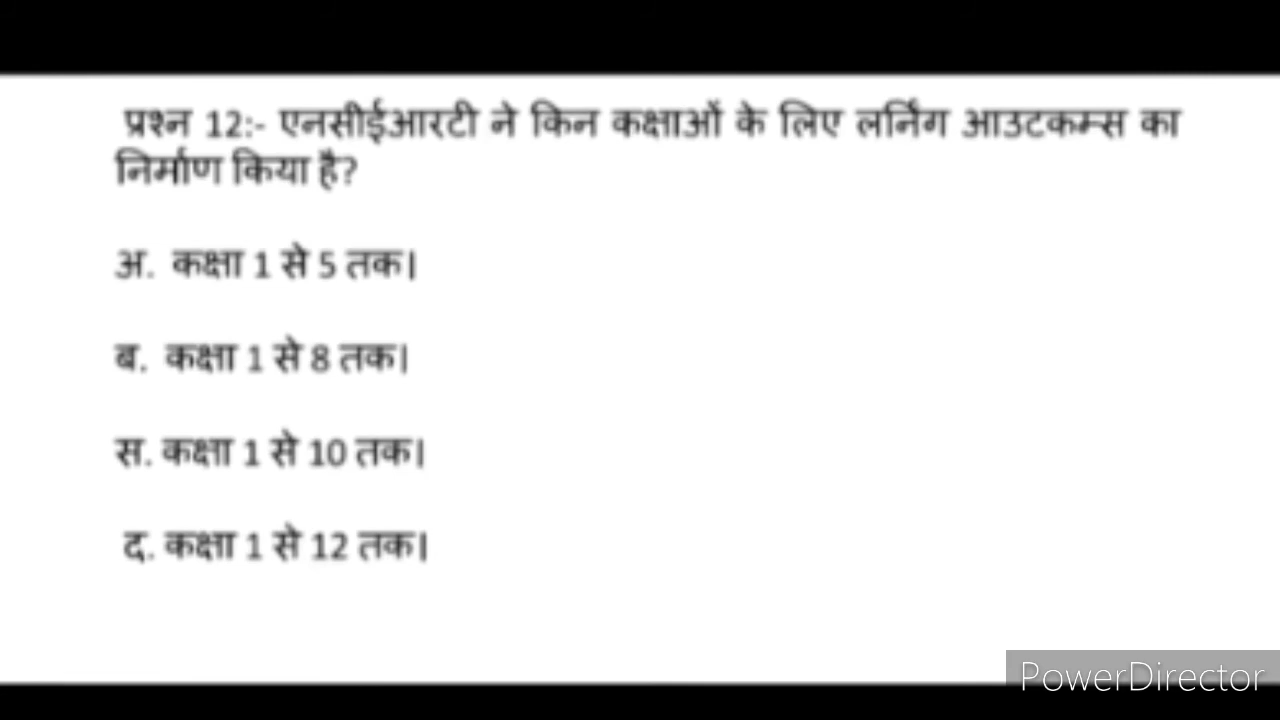 प्रश्न 12:- एनसीईआरटी ने किन कक्षाओं के लिए लर्निंग आउटकम्स का
निर्माण किया है?
अ. कक्षा 1 से 5 तक।
ब. कक्षा 1 से 8 तक।
स. कक्षा 1 से 10 तक।
द. कक्षा 1 से 12 तक।
PowerDirector